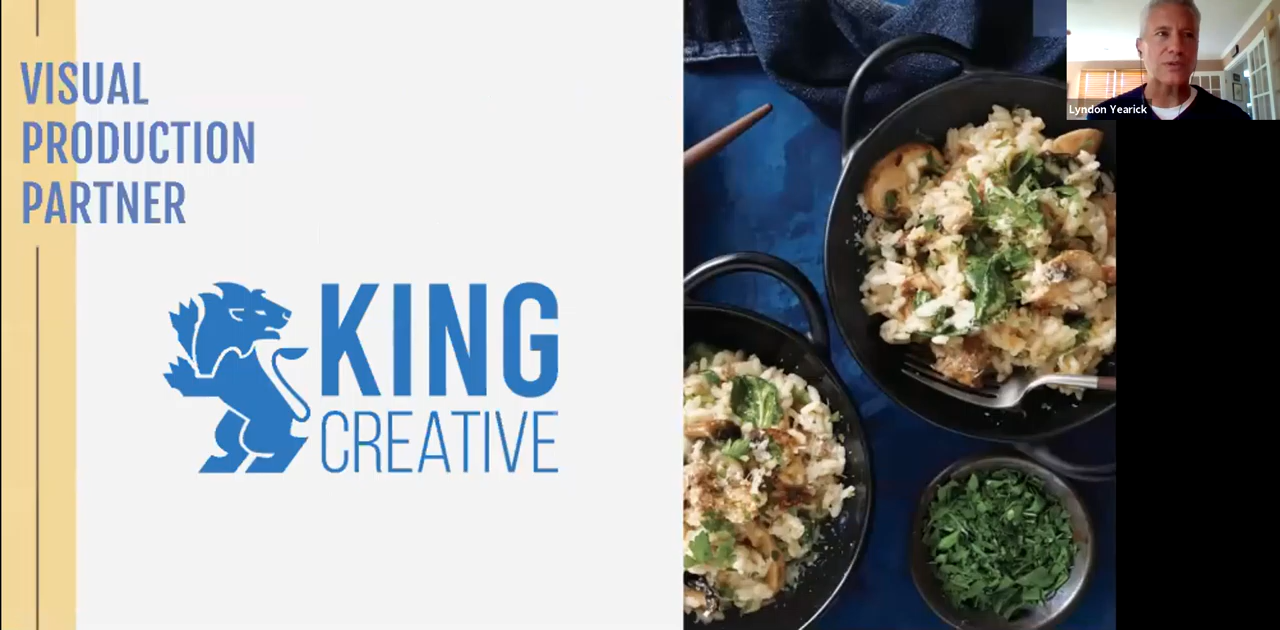 VISUAL
PRODUCTION
PARTNER
KING
CREATIVE
Lyndon Yearick